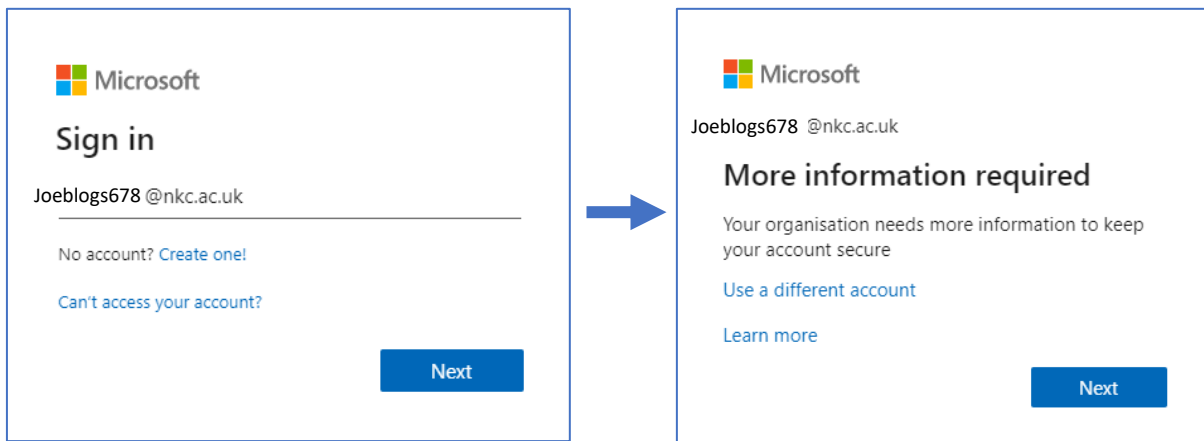 Microsoft
Sign in
Joeblogs678 @nkc.ac.uk
No account? Create one!
Can't access your account?
Next
Microsoft
Joeblogs678 @nkc.ac.uk
More information required
Your organisation needs more information to keep
your account secure
Use a different account
Learn more
Next